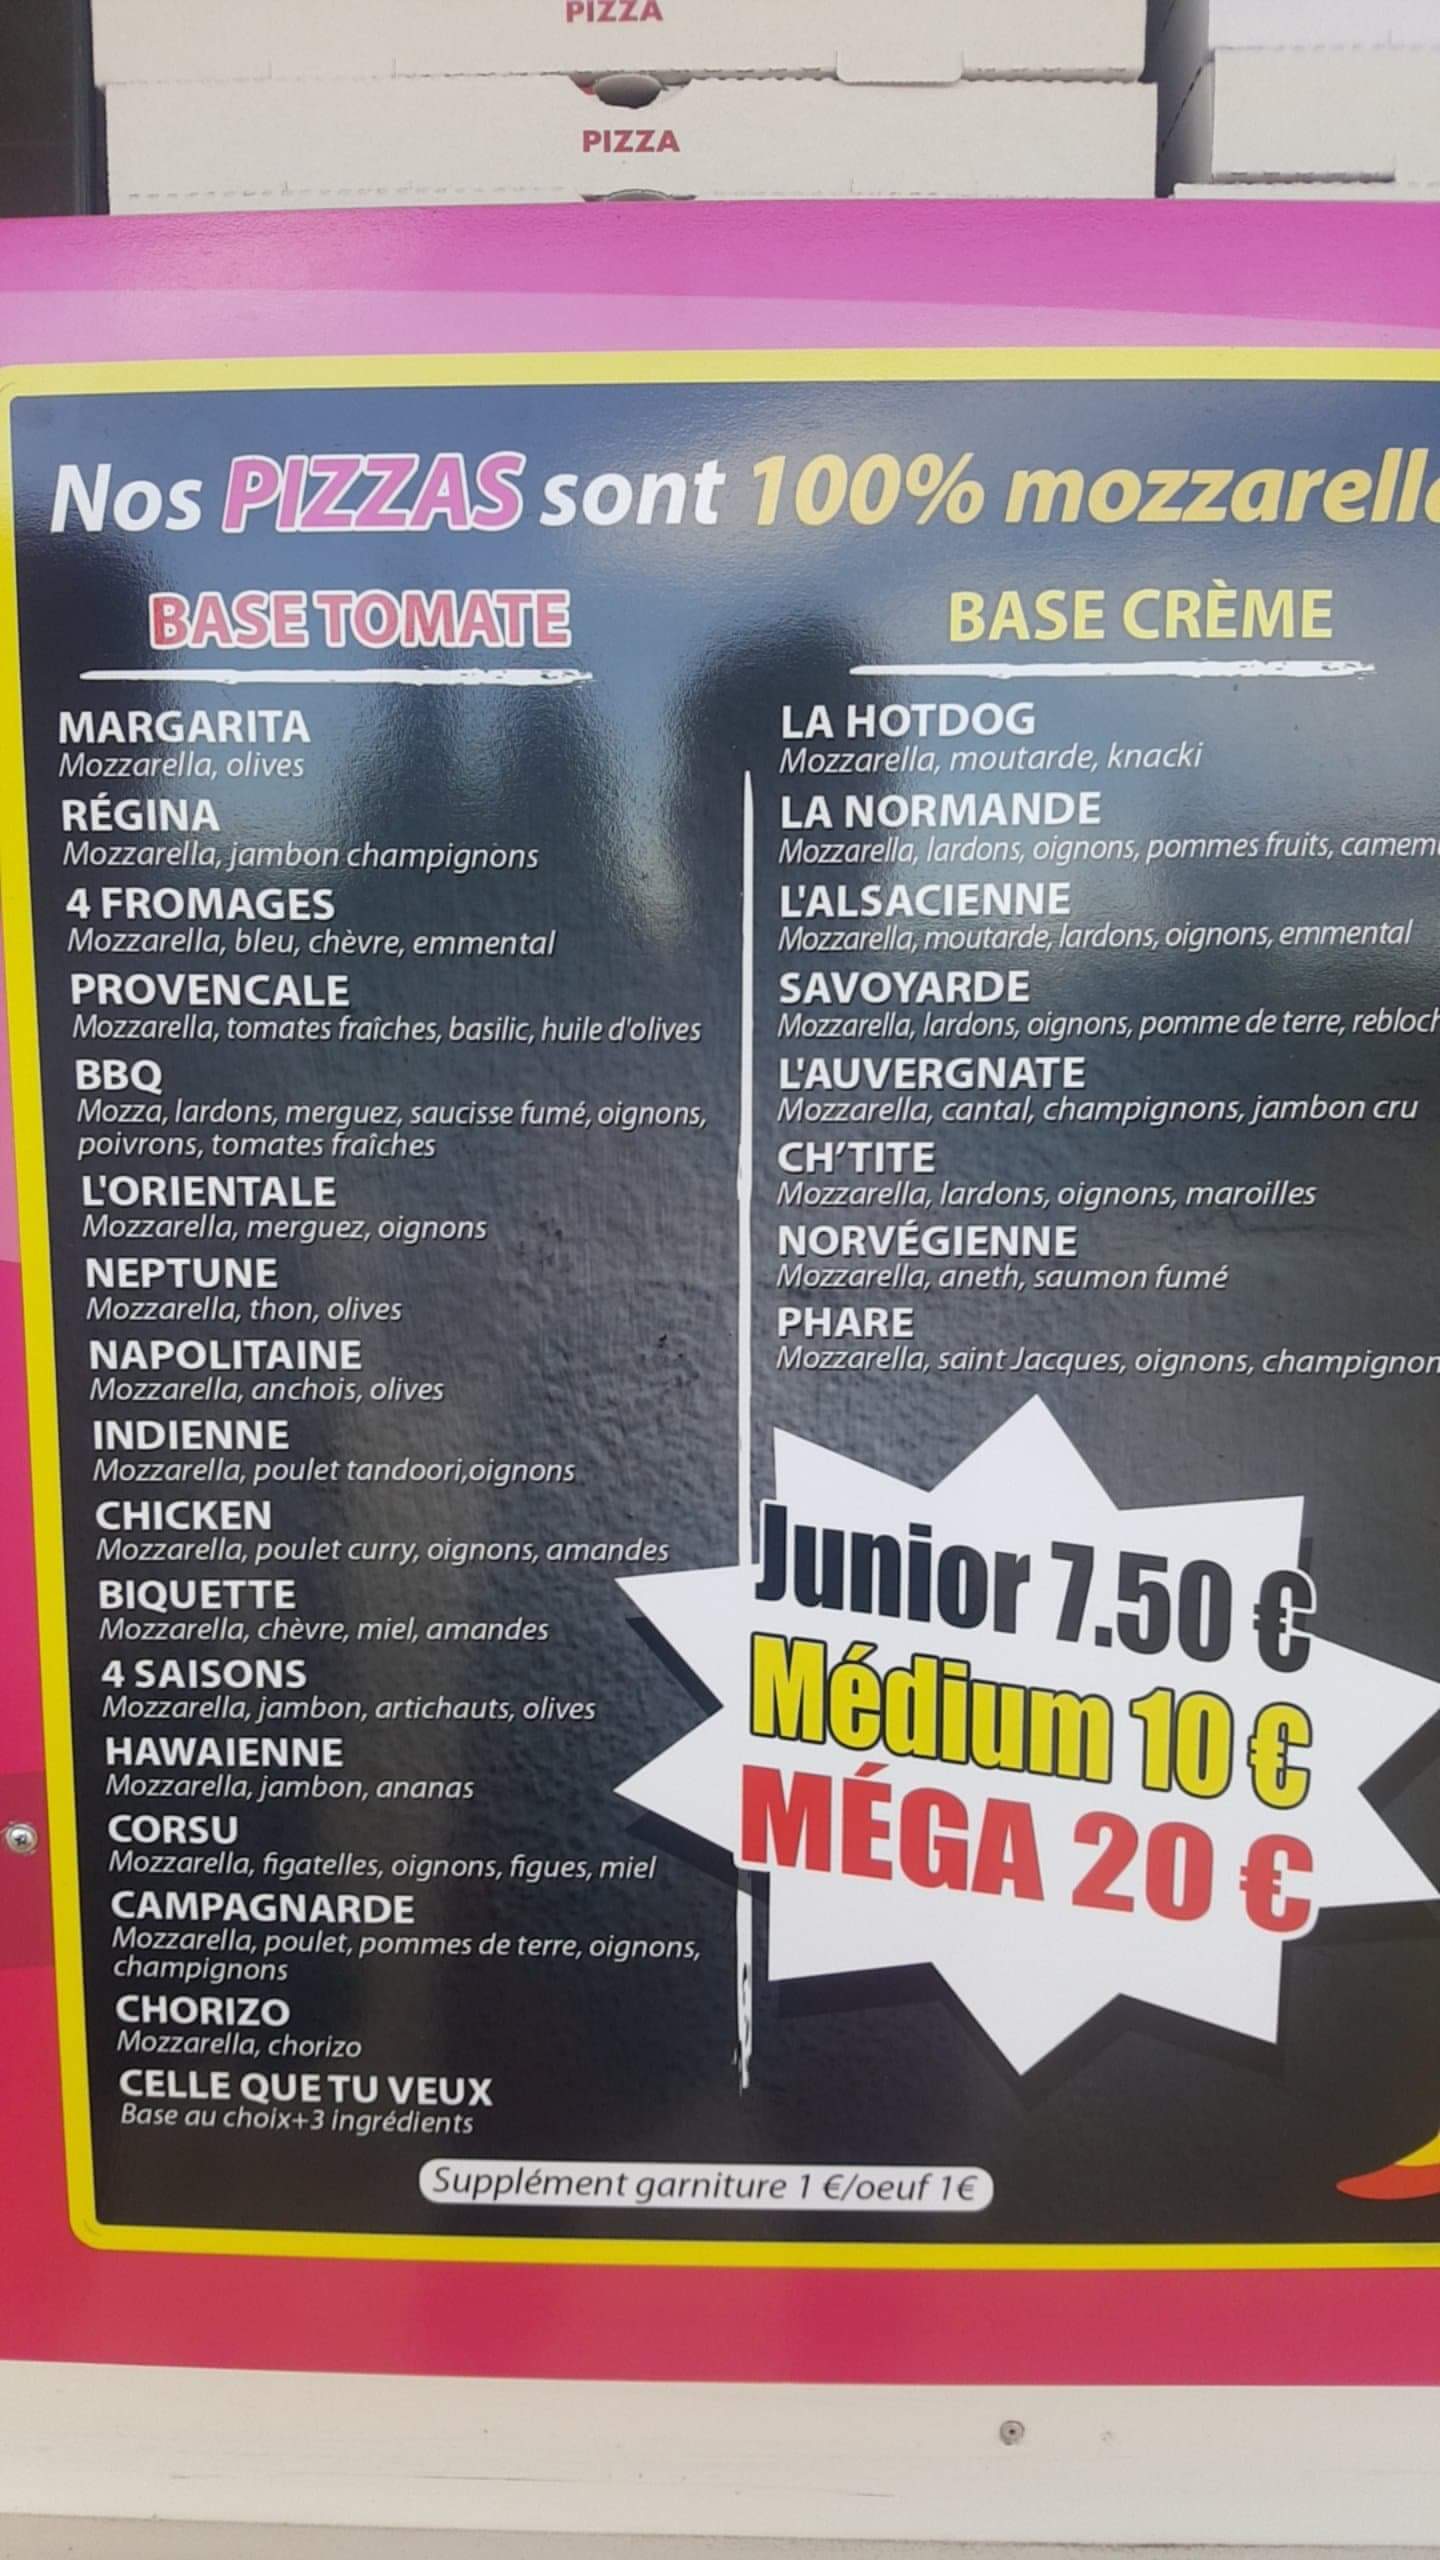 PIZZA
PIZZA
Nos PIZZAS sont 100%
BASE TOMATE
MARGARITA
Mozzarella, olives
RÉGINA
Mozzarella, jambon champignons
4 FROMAGES
Mozzarella, bleu, chèvre, emmental
PROVENCALE
Mozzarella, tomates fraîches, basilic, huile d'olives
BBQ
Mozza, lardons, merguez, saucisse fumé, oignons,
poivrons, tomates fraîches
L'ORIENTALE
Mozzarella, merguez, oignons
NEPTUNE
Mozzarella, thon, olives
NAPOLITAINE
Mozzarella, anchois, olives
INDIENNE
Mozzarella, poulet tandoori,oignons
CHICKEN
Mozzarella, poulet curry, oignons, amandes
BIQUETTE
Mozzarella, chèvre, miel, amandes
4 SAISONS
Mozzarella, jambon, artichauts, olives
HAWAIENNE
Mozzarella, jambon, ananas
CORSU
Mozzarella, figatelles, oignons, figues, miel
CAMPAGNARDE
Mozzarella, poulet, pommes de terre, oignons,
champignons
CHORIZO
Mozzarella, chorizo
CELLE QUE TU VEUX
Base au choix+3 ingrédients
BASE CRÈME
LA HOTDOG
Mozzarella, moutarde, knacki
LA NORMANDE
Mozzarella, lardons, oignons, pommes fruits,
L'ALSACIENNE
Mozzarella, moutarde, lardons, oignons, emmental
SAVOYARDE
Mozzarella, lardons, oignons, pomme de terre,
L'AUVERGNATE
Mozzarella, cantal, champignons, jambon cru
CH'TITE
Mozzarella, lardons, oignons, maroilles
NORVÉGIENNE
Mozzarella, aneth, saumon fumé
PHARE
Mozzarella, saint Jacques, oignons,
Junior 7.50 €
Médium 10 €
MÉGA 20 €
Supplément garniture 1 €/oeuf 1€